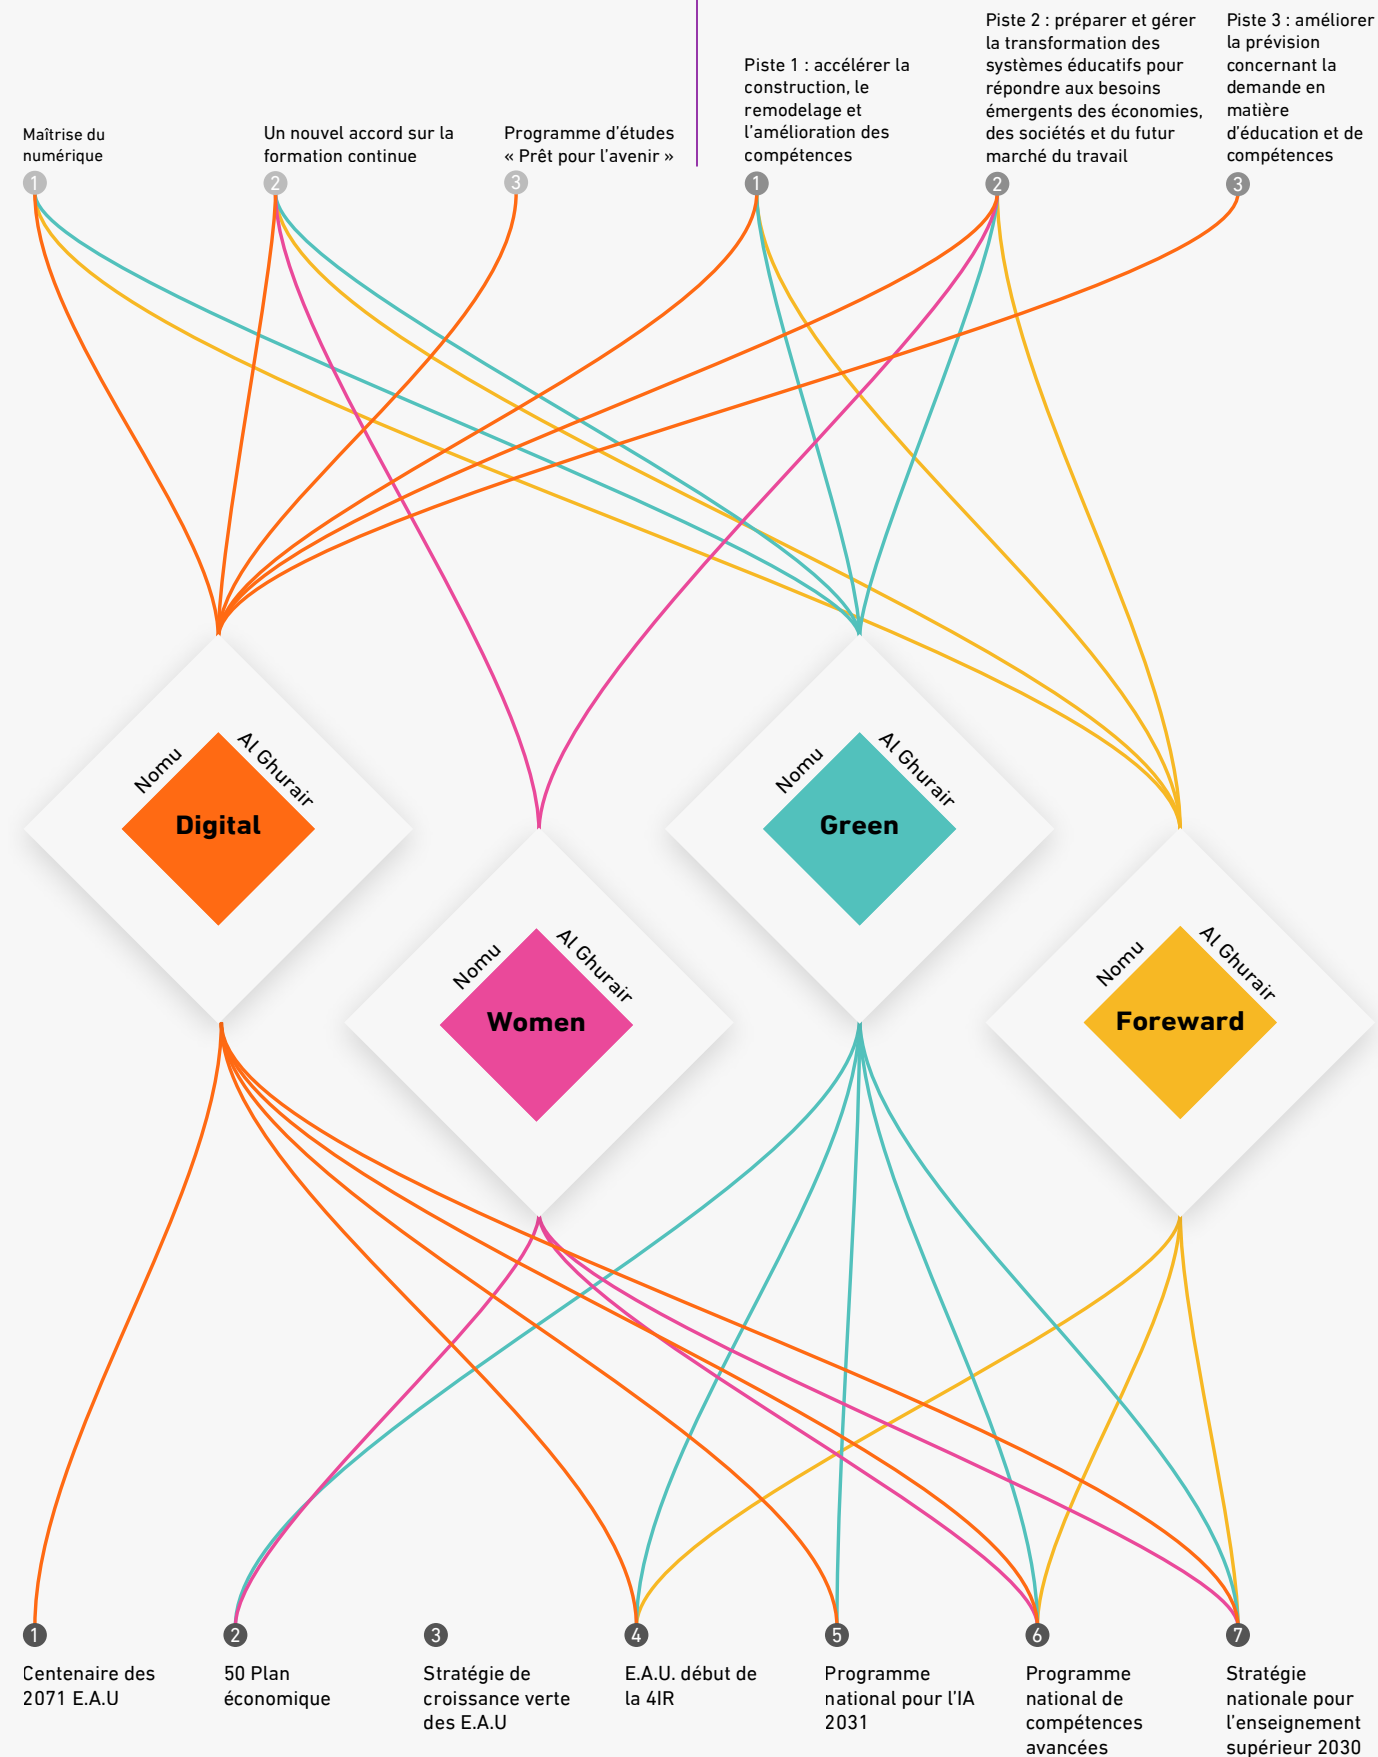 Maîtrise du
numérique
1
Un nouvel accord sur la
formation continue
2
Programme d'études
« Prêt pour l'avenir »
3
Piste 1 : accélérer la
construction, le
remodelage et
l'amélioration des
compétences
1
Piste 2 : préparer et gérer
la transformation des
systèmes éducatifs pour
répondre aux besoins
émergents des économies,
des sociétés et du futur
marché du travail
2
Piste 3 : améliorer
la prévision
concernant la
demande en
matière
d'éducation et de
compétences
3
Nomu
Al Ghurair
Digital
Nomu
Al Ghurair
Women
Nomu
Al Ghurair
Green
Nomu
Al Ghurair
Foreward
1
Centenaire des
2071 E.A.U
2
50 Plan
économique
3
Stratégie de
croissance verte
des E.A.U
4
E.A.U. début de
la 4IR
5
Programme
national pour l'IA
2031
6
Programme
national de
compétences
avancées
7
Stratégie
nationale pour
l'enseignement
supérieur 2030